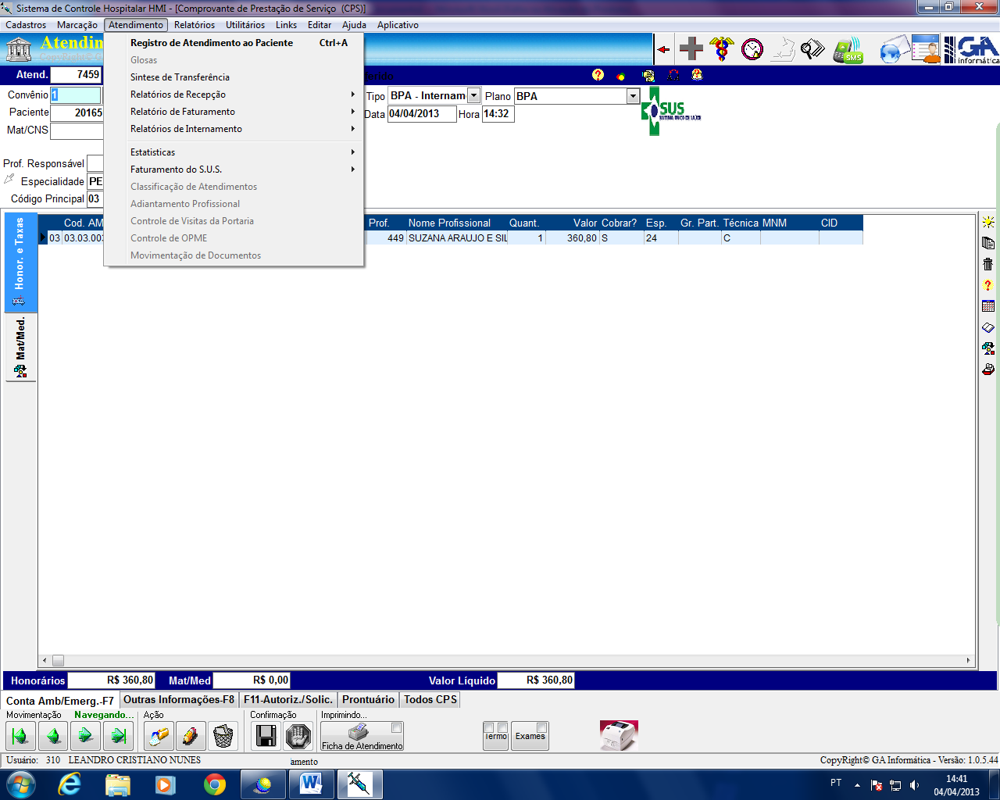 Sistema de Controle Hospitalar HMI - [Comprovante de Prestação de Serviço (CPS)]
Cadastros Marcação Atendimento Relatórios Utilitários Links Editar Ajuda Aplicativo
Atendim
Registro de Atendimento ao Paciente Ctrl+A
Glosas
Sintese de Transferência
Relatórios de Recepção
Relatório de Faturamento
Relatórios de Internamento
Estatisticas
Faturamento do S.U.S.
Classificação de Atendimentos
Adiantamento Profissional
Controle de Visitas da Portaria
Controle de OPME
Movimentação de Documentos
SMS
GA
informática
Atend. 7459
Convênio 1 Tipo BPA - Internam Plano BPA
Paciente 20165 Data 04/04/2013 Hora 14:32
SUS
Mat/CNS
Prof. Responsável
Especialidade PE
Código Principal 03
Honor. e Taxas
Mat/Med.
Cod. AM Prof. Nome Profissional Quant. Valor Cobrar? Esp. Gr. Part. Técnica MNM CID
03 03.03.003 449 SUZANA ARAUJO E SIL 1 360,80 S 24 C
Honorários R$ 360,80 Mat/Med R$ 0,00 Valor Líquido R$ 360,80
Conta Amb/Emerg.-F7 Outras Informações-F8 F11-Autoriz./Solic. Prontuário Todos CPS
Movimentação Navegando... Ação Confirmação Imprimindo...
Ficha de Atendimento Termo Exames
Usuário: 310 LEANDRO CRISTIANO NUNES amento CopyRight© GA Informática - Versão: 1.0.5.44
PT 14:41
04/04/2013